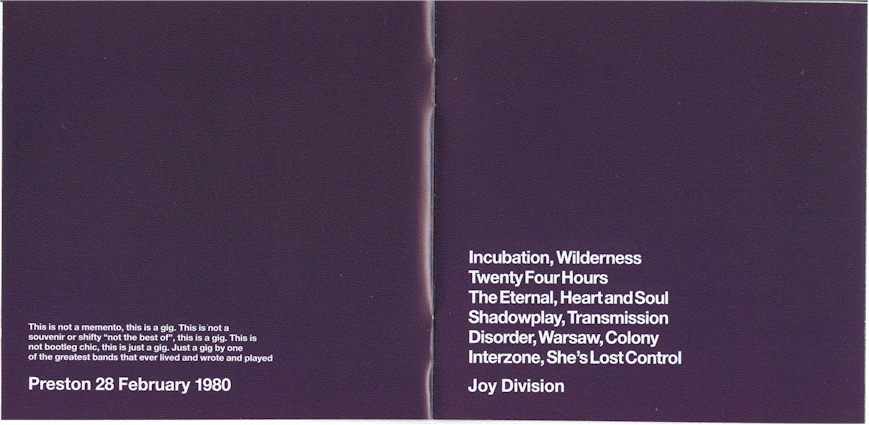 This is not a memento, this is a gig. This is not a
souvenir or shifty “not the best of”, this is a gig. This is
not bootleg chic, this is just a gig. Just a gig by one
of the greatest bands that ever lived and wrote and played
Preston 28 February 1980
Incubation, Wilderness
Twenty Four Hours
The Eternal, Heart and Soul
Shadowplay, Transmission
Disorder, Warsaw, Colony
Interzone, She’s Lost Control
Joy Division